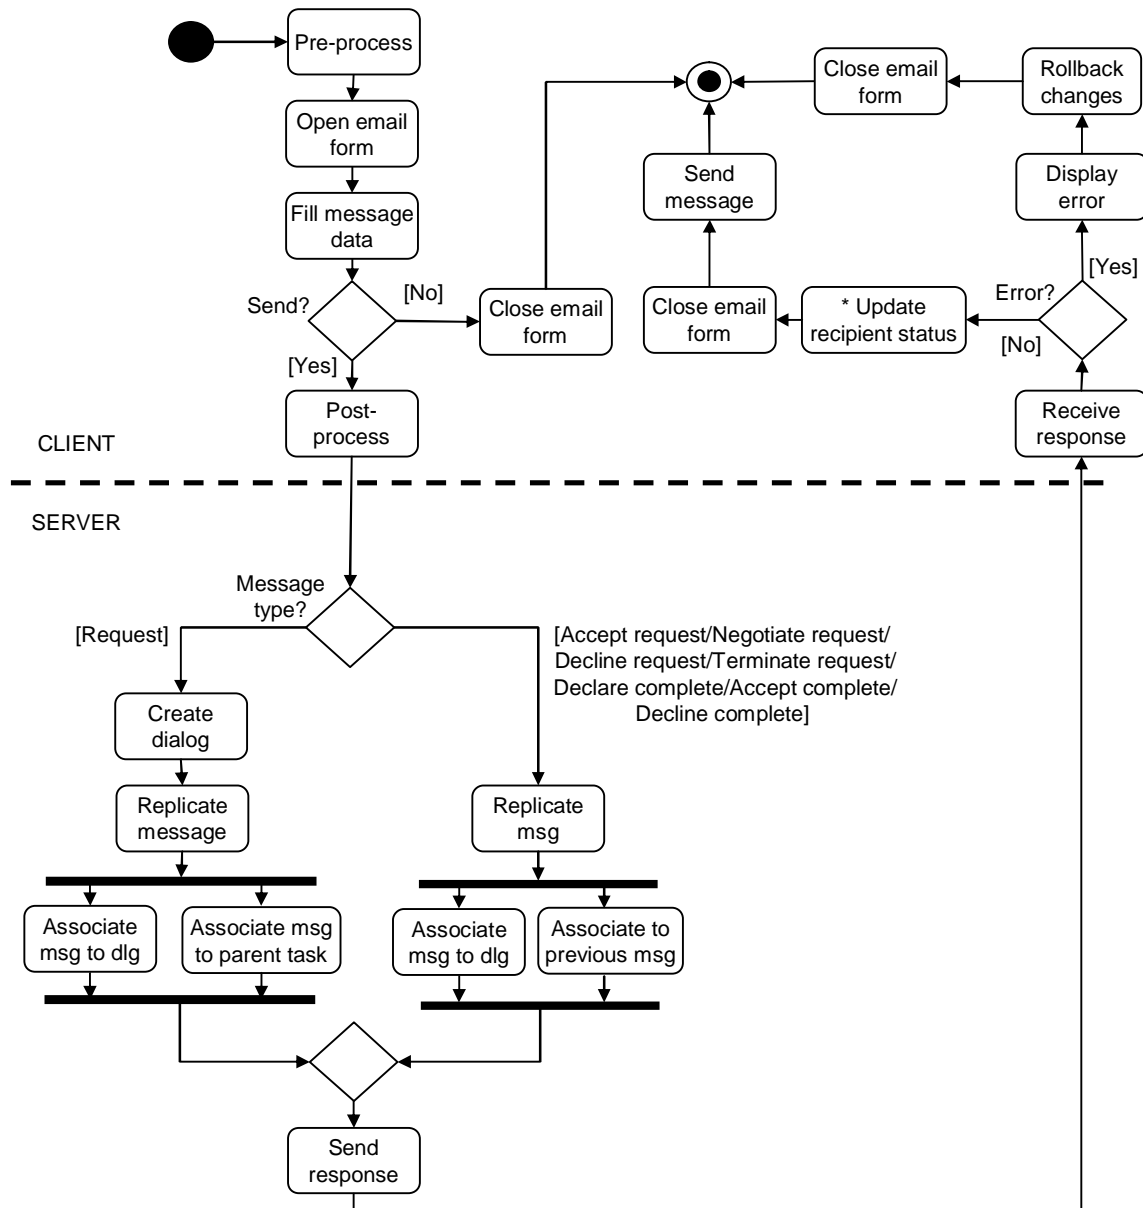 Pre-process
Open email
form
Fill message
data
Send?
[No]
[Yes]
Close email
form
Post-
process
Close email
form
Rollback
changes
Send
message
Display
error
[Yes]
Error?
[No]
Close email
form
* Update
recipient status
Receive
response
CLIENT
SERVER
Message
type?
[Request]
[Accept request/Negotiate request/
Decline request/Terminate request/
Declare complete/Accept complete/
Decline complete]
Create
dialog
Replicate
message
Replicate
msg
Associate
msg to dlg
Associate msg
to parent task
Associate
msg to dlg
Associate to
previous msg
Send
response